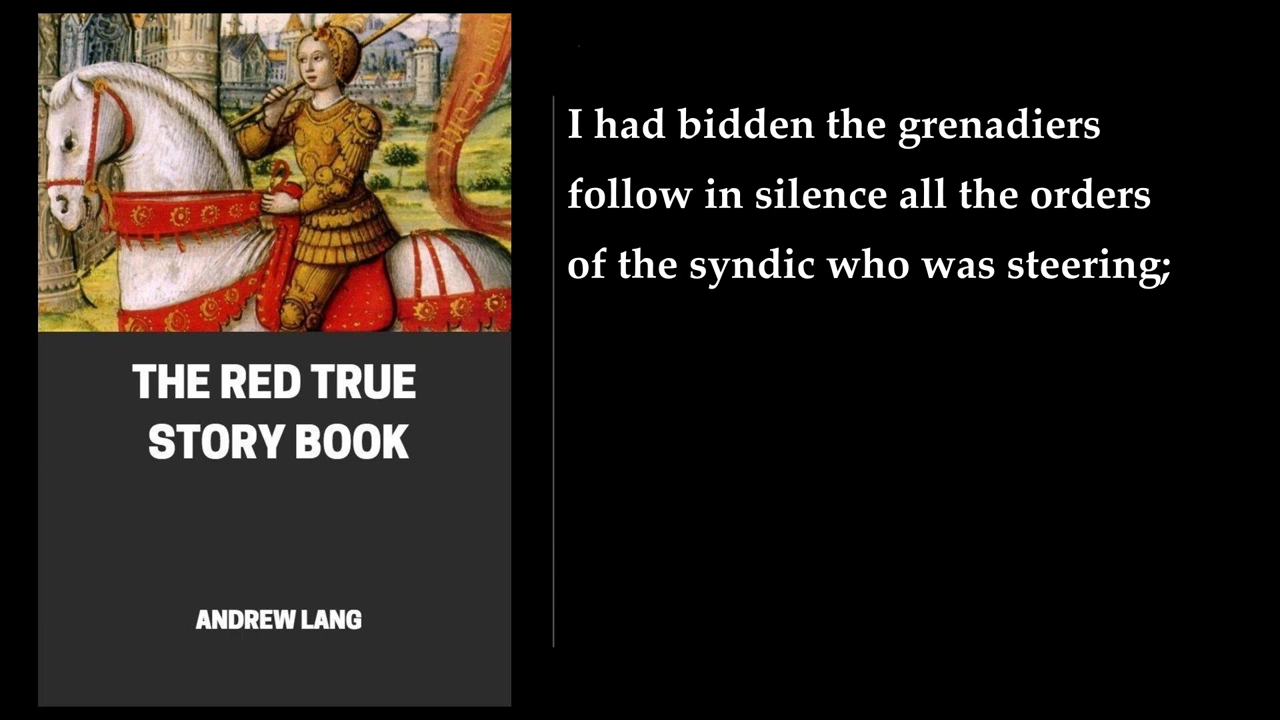 THE RED TRUE
STORY BOOK
ANDREW LANG
I had bidden the grenadiers
follow in silence all the orders
of the syndic who was steering;